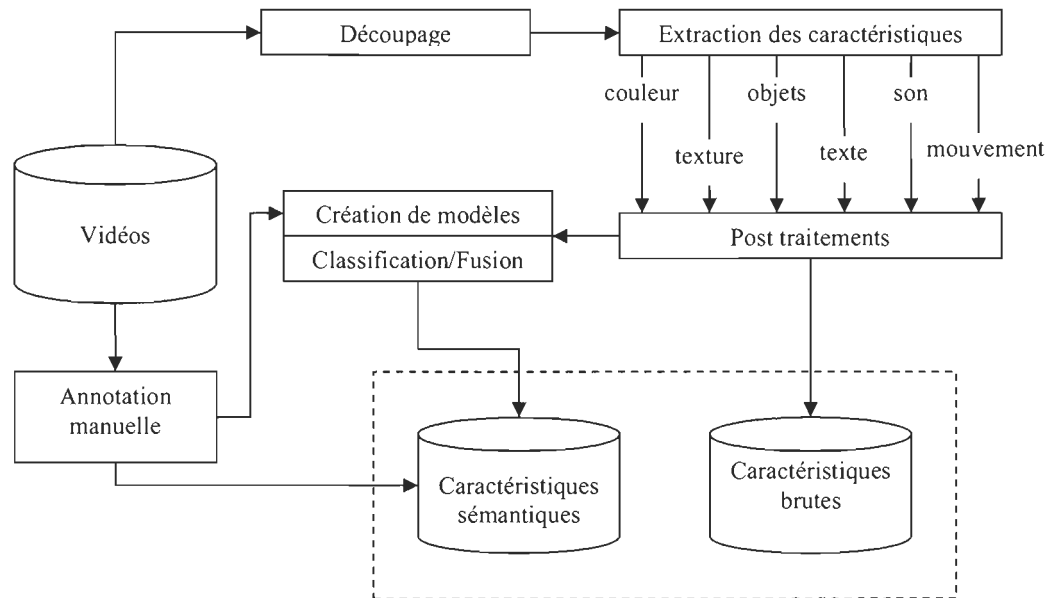 Découpage
Extraction des caractéristiques
couleur
objets
son
texture
texte
mouvement
Vidéos
Création de modèles
Classification/Fusion
Post traitements
Annotation
manuelle
Caractéristiques
sémantiques
Caractéristiques
brutes